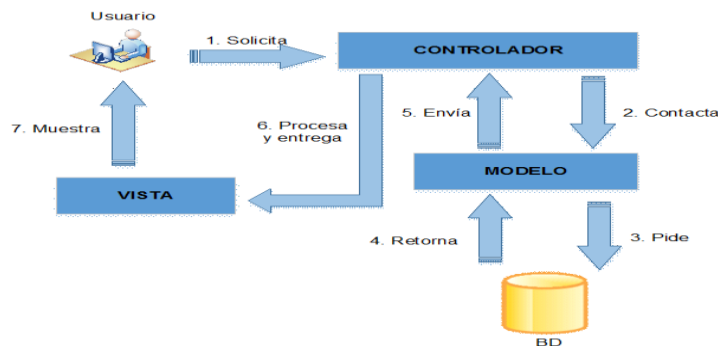 Usuario
1. Solicita
CONTROLADOR
7. Muestra
6. Procesa
y entrega
5. Envía
2. Contacta
VISTA
MODELO
4. Retorna
3. Pide
BD